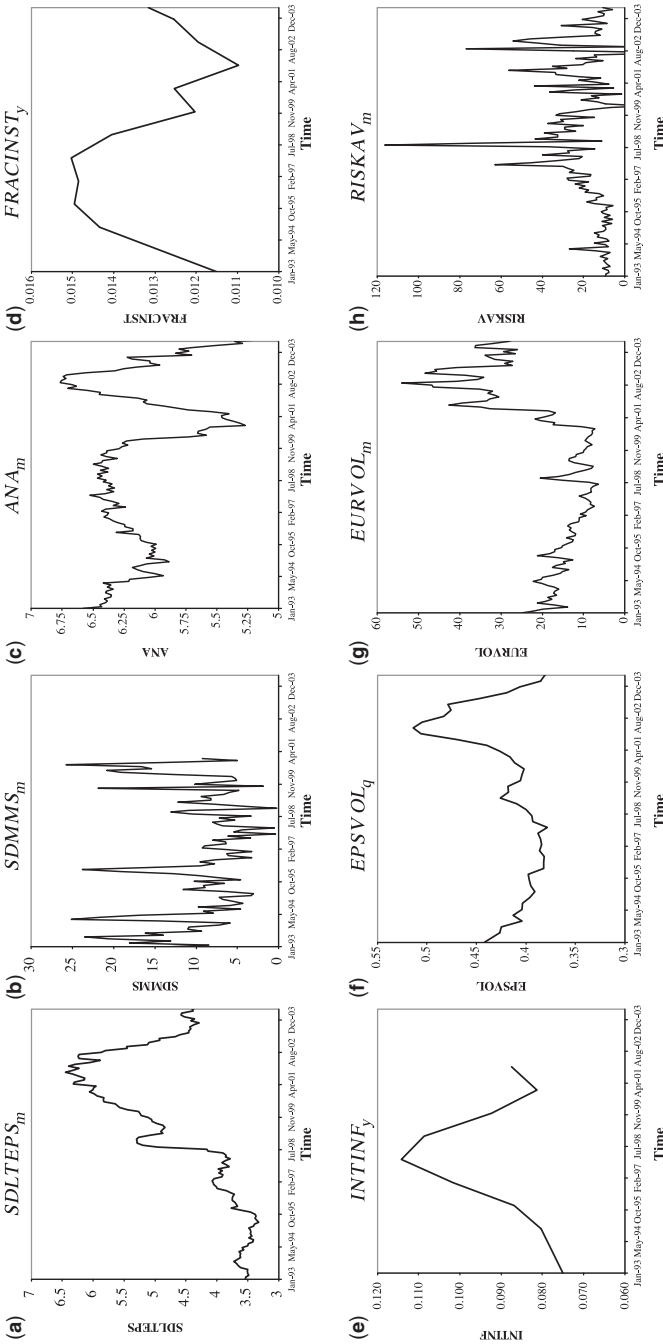 (a) SDLTEPS_m
7
6.5
6
5.5
5
4.5
4
3.5
3
SDLTEPS
Jan-93 May-94 Oct-95 Feb-97 Jul-98 Nov-99 Apr-01 Aug-02 Dec-03
Time
(b) SDMMS_m
30
25
20
15
10
5
0
SDMMS
Jan-93 May-94 Oct-95 Feb-97 Jul-98 Nov-99 Apr-01 Aug-02 Dec-03
Time
(c) ANA_m
7
6.75
6.5
6.25
6
5.75
5.5
5.25
5
ANA
Jan-93 May-94 Oct-95 Feb-97 Jul-98 Nov-99 Apr-01 Aug-02 Dec-03
Time
(d) FRACINST_y
0.016
0.015
0.014
0.013
0.012
0.011
0.010
FRACINST
Jan-93 May-94 Oct-95 Feb-97 Jul-98 Nov-99 Apr-01 Aug-02 Dec-03
Time
(e) INTINF_y
0.120
0.110
0.100
0.090
0.080
0.070
0.060
INTINF
Jan-93 May-94 Oct-95 Feb-97 Jul-98 Nov-99 Apr-01 Aug-02 Dec-03
Time
(f) EPSVOL_q
0.55
0.5
0.45
0.4
0.35
0.3
EPSVOL
Jan-93 May-94 Oct-95 Feb-97 Jul-98 Nov-99 Apr-01 Aug-02 Dec-03
Time
(g) EURVOL_m
60
50
40
30
20
10
0
EURVOL
Jan-93 May-94 Oct-95 Feb-97 Jul-98 Nov-99 Apr-01 Aug-02 Dec-03
Time
(h) RISKAV_m
120
100
80
60
40
20
0
RISKAV
Jan-93 May-94 Oct-95 Feb-97 Jul-98 Nov-99 Apr-01 Aug-02 Dec-03
Time